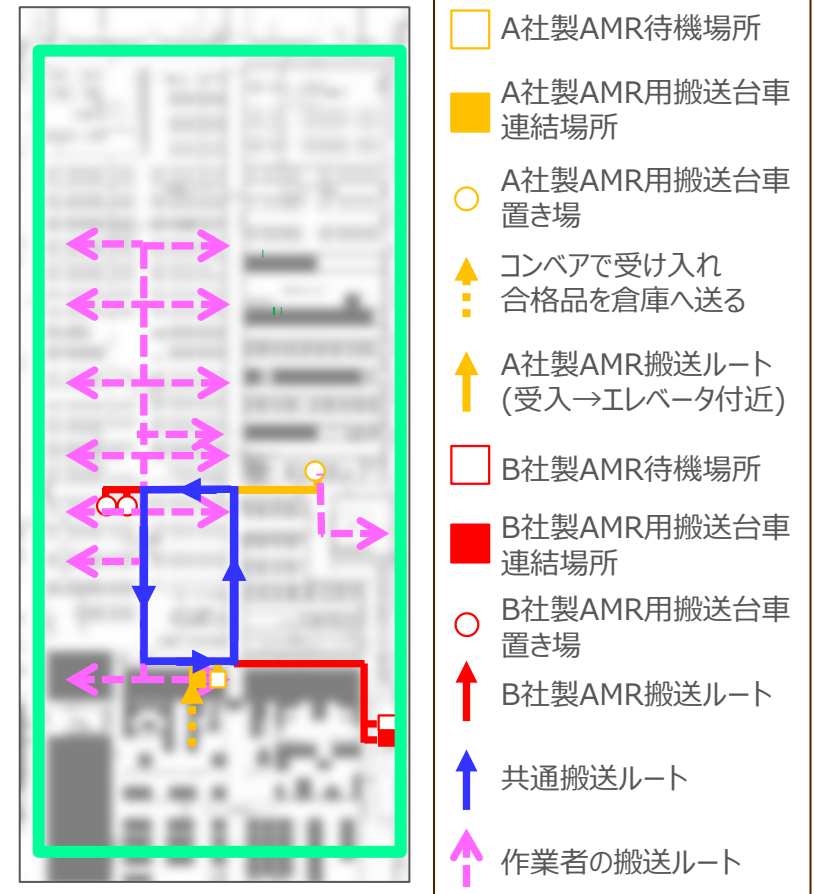 A社製AMR待機場所
A社製AMR用搬送台車
連結場所
A社製AMR用搬送台車
置き場
コンベアで受け入れ
合格品を倉庫へ送る
A社製AMR搬送ルート
(受入→エレベータ付近)
B社製AMR待機場所
B社製AMR用搬送台車
連結場所
B社製AMR用搬送台車
置き場
B社製AMR搬送ルート
共通搬送ルート
作業者の搬送ルート